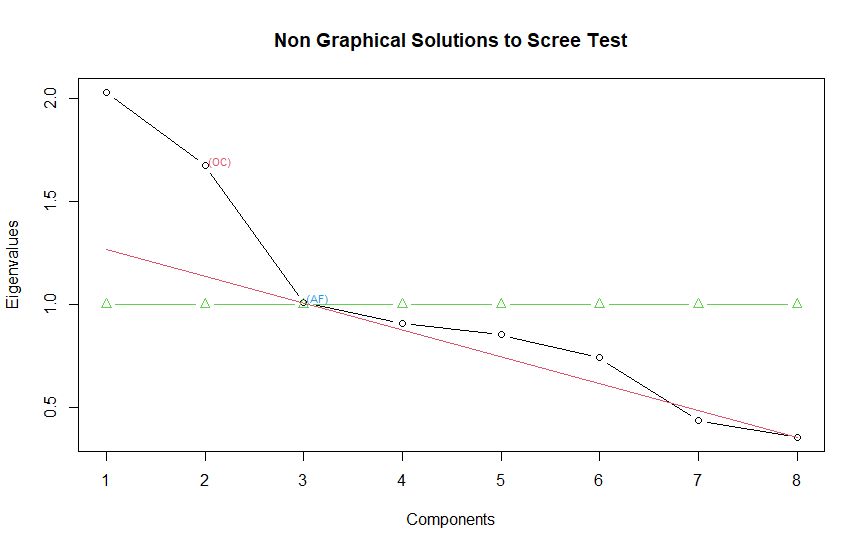 Non Graphical Solutions to Scree Test
2.0
1.5
1.0
0.5
Eigenvalues
(OC)
(AF)
1 2 3 4 5 6 7 8
Components